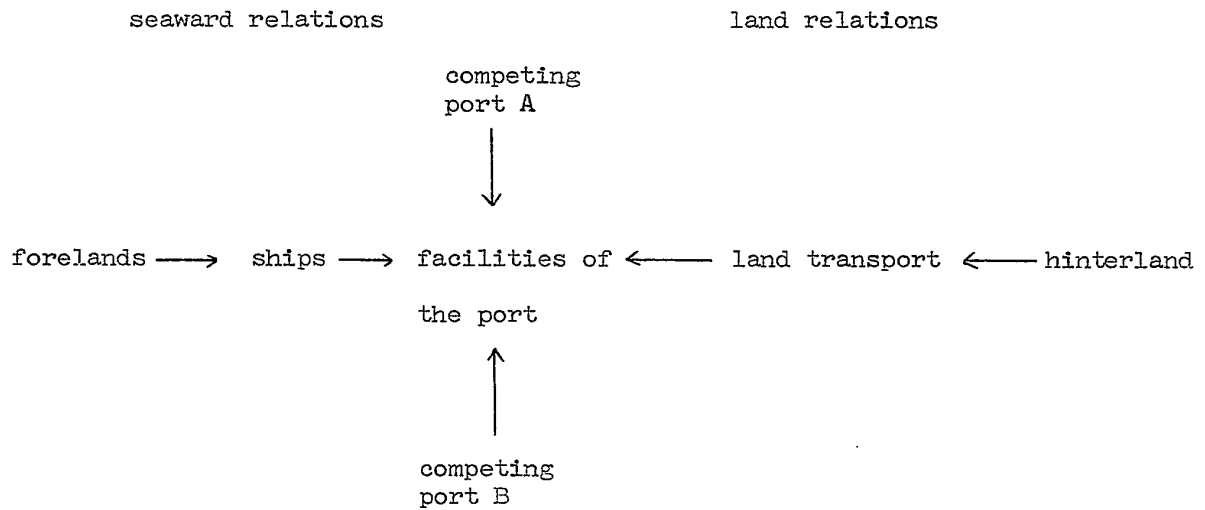 seaward relations land relations
competing
port A
forelands ships facilities of land transport hinterland
the port
competing
port B